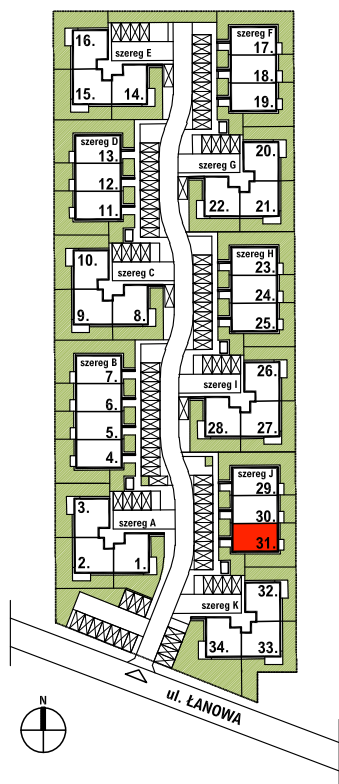 16.
szereg E
15.
14.
szereg F
17.
18.
19.
szereg D
13.
12.
11.
szereg G
20.
22.
21.
10.
szereg C
9.
8.
szereg H
23.
24.
25.
szereg B
7.
6.
5.
4.
26.
szereg I
28.
27.
3.
szereg A
2.
1.
szereg J
29.
30.
31.
32.
szereg K
34.
33.
ul. ŁANOWA
N